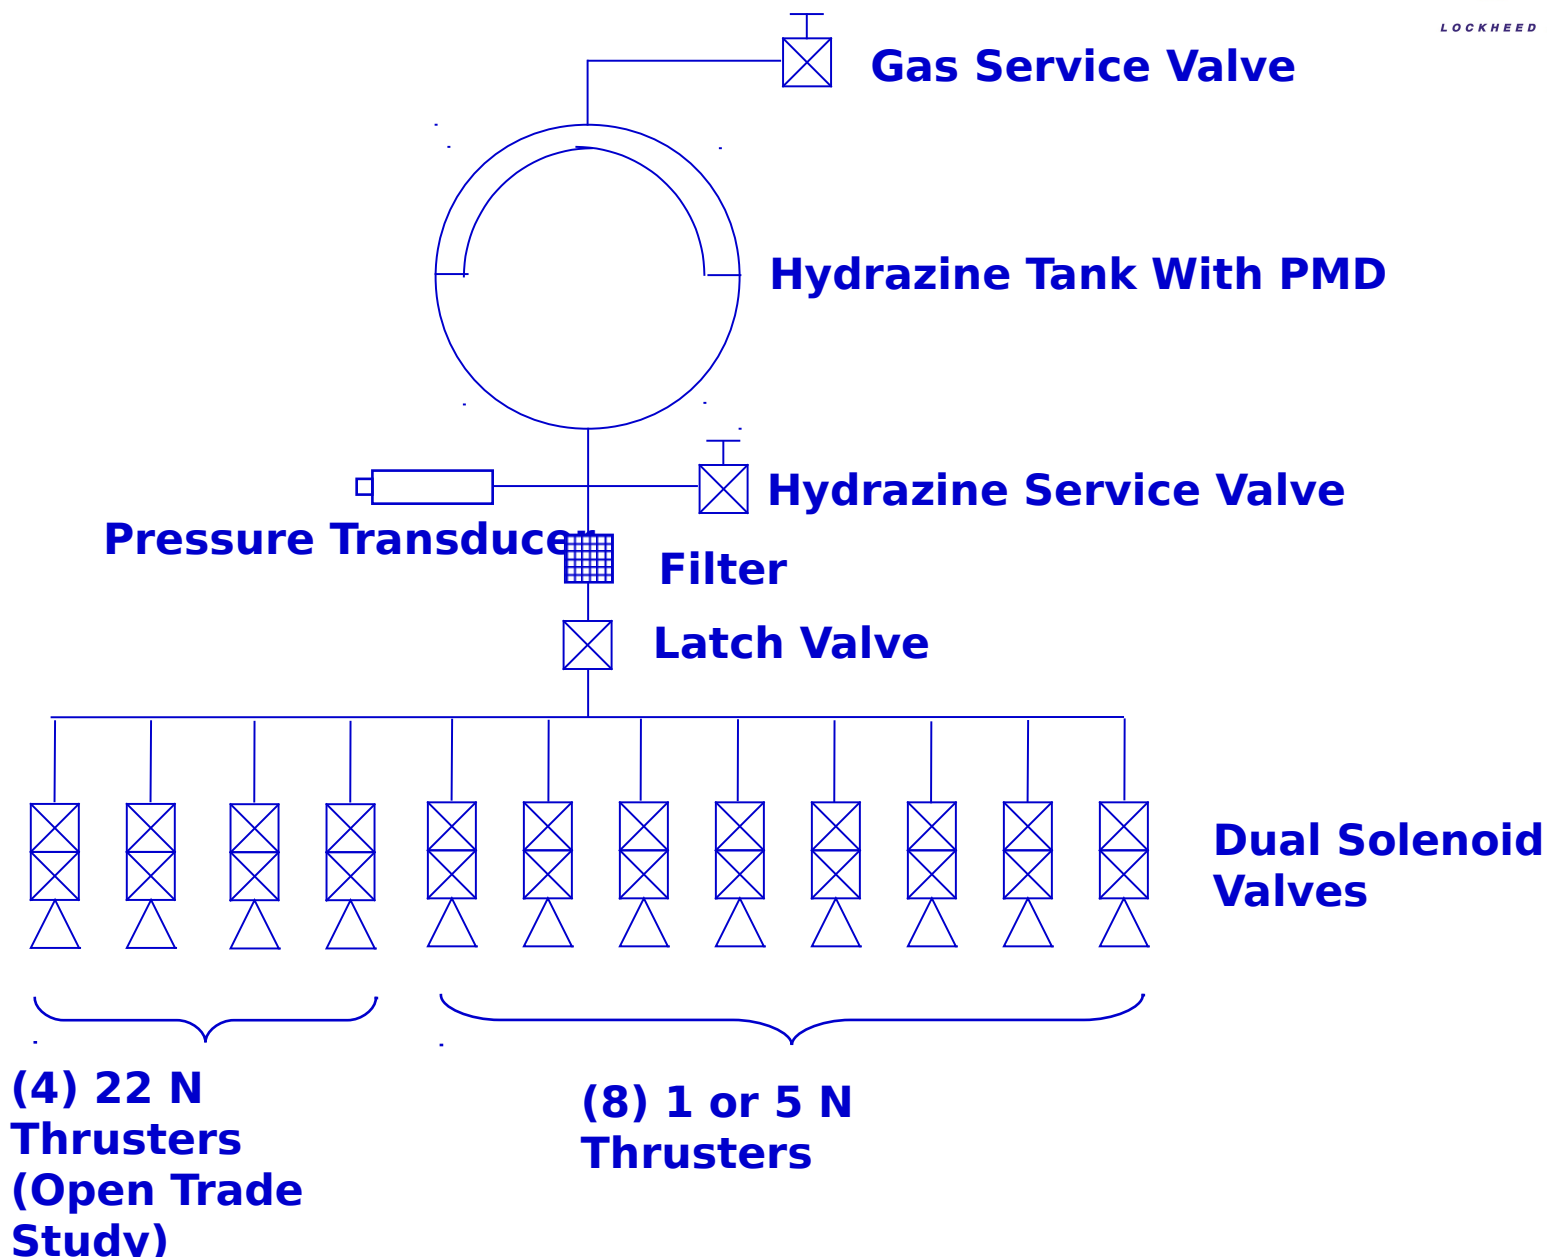 LOCKHEED
Gas Service Valve
Hydrazine Tank With PMD
Hydrazine Service Valve
Pressure Transducer
Filter
Latch Valve
Dual Solenoid
Valves
(4) 22 N
Thrusters
(Open Trade
Study)
(8) 1 or 5 N
Thrusters